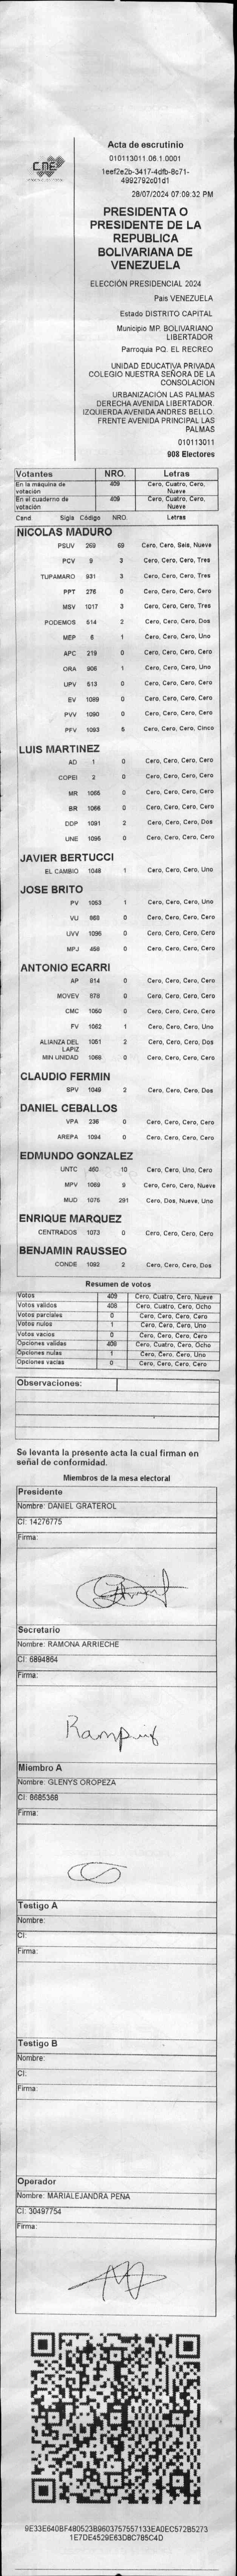 CNE
Acta de escrutinio
010113011.06.1.0001
1eef2e2b-3417-4dfb-8c71-
4992792c01d1
28/07/2024 07:09:32 PM
PRESIDENTA O
PRESIDENTE DE LA
REPUBLICA
BOLIVARIANA DE
VENEZUELA
ELECCIÓN PRESIDENCIAL 2024
Pais VENEZUELA
Estado DISTRITO CAPITAL
Municipio MP. BOLIVARIANO
LIBERTADOR
Parroquia PQ. EL RECREO
UNIDAD EDUCATIVA PRIVADA
COLEGIO NUESTRA SEÑORA DE LA
CONSOLACION
URBANIZACIÓN LAS PALMAS
DERECHA AVENIDA LIBERTADOR.
IZQUIERDA AVENIDA ANDRES BELLO.
FRENTE AVENIDA PRINCIPAL LAS
PALMAS
010113011
908 Electores
Votantes NRO. Letras
En la máquina de votación 409 Cero, Cuatro, Cero, Nueve
En el cuaderno de votación 409 Cero, Cuatro, Cero, Nueve
Cand Sigla Código NRO. Letras
NICOLAS MADURO
PSUV 269 69 Cero, Cero, Seis, Nueve
PCV 9 3 Cero, Cero, Cero, Tres
TUPAMARO 931 3 Cero, Cero, Cero, Tres
PPT 276 0 Cero, Cero, Cero, Cero
MSV 1017 3 Cero, Cero, Cero, Tres
PODEMOS 514 2 Cero, Cero, Cero, Dos
MEP 6 1 Cero, Cero, Cero, Uno
APC 219 0 Cero, Cero, Cero, Cero
ORA 906 1 Cero, Cero, Cero, Uno
UPV 513 0 Cero, Cero, Cero, Cero
EV 1089 0 Cero, Cero, Cero, Cero
PVV 1090 0 Cero, Cero, Cero, Cero
PFV 1093 5 Cero, Cero, Cero, Cinco
LUIS MARTINEZ
AD 1 0 Cero, Cero, Cero, Cero
COPEI 2 0 Cero, Cero, Cero, Cero
MR 1065 0 Cero, Cero, Cero, Cero
BR 1066 0 Cero, Cero, Cero, Cero
DDP 1091 2 Cero, Cero, Cero, Dos
UNE 1095 0 Cero, Cero, Cero, Cero
JAVIER BERTUCCI
EL CAMBIO 1048 1 Cero, Cero, Cero, Uno
JOSE BRITO
PV 1053 1 Cero, Cero, Cero, Uno
VU 868 0 Cero, Cero, Cero, Cero
UVV 1096 0 Cero, Cero, Cero, Cero
MPJ 456 0 Cero, Cero, Cero, Cero
ANTONIO ECARRI
AP 814 0 Cero, Cero, Cero, Cero
MOVEV 878 0 Cero, Cero, Cero, Cero
CMC 1050 0 Cero, Cero, Cero, Cero
FV 1062 1 Cero, Cero, Cero, Uno
ALIANZA DEL LAPIZ 1051 2 Cero, Cero, Cero, Dos
MIN UNIDAD 1066 0 Cero, Cero, Cero, Cero
CLAUDIO FERMIN
SPV 1049 2 Cero, Cero, Cero, Dos
DANIEL CEBALLOS
VPA 236 0 Cero, Cero, Cero, Cero
AREPA 1094 0 Cero, Cero, Cero, Cero
EDMUNDO GONZALEZ
UNTC 460 10 Cero, Cero, Uno, Cero
MPV 1069 9 Cero, Cero, Cero, Nueve
MUD 1075 291 Cero, Dos, Nueve, Uno
ENRIQUE MARQUEZ
CENTRADOS 1073 0 Cero, Cero, Cero, Cero
BENJAMIN RAUSSEO
CONDE 1092 2 Cero, Cero, Cero, Dos
Resumen de votos
Votos 409 Cero, Cuatro, Cero, Nueve
Votos validos 408 Cero, Cuatro, Cero, Ocho
Votos parciales 0 Cero, Cero, Cero, Cero
Votos nulos 1 Cero, Cero, Cero, Uno
Votos vacios 0 Cero, Cero, Cero, Cero
Opciones validas 408 Cero, Cuatro, Cero, Ocho
Opciones nulas 1 Cero, Cero, Cero, Uno
Opciones vacias 0 Cero, Cero, Cero, Cero
Observaciones:
Se levanta la presente acta la cual firman en
señal de conformidad.
Miembros de la mesa electoral
Presidente
Nombre: DANIEL GRATEROL
CI: 14276775
Firma:
Secretario
Nombre: RAMONA ARRIECHE
CI: 6894864
Firma:
Miembro A
Nombre: GLENYS OROPEZA
CI: 8685366
Firma:
Testigo A
Nombre:
CI:
Firma:
Testigo B
Nombre:
CI:
Firma:
Operador
Nombre: MARIALEJANDRA PEÑA
CI: 30497754
Firma:
9E33E640BF480523B9603757557133EADEC572B5273
1E7DE4529E63D8C785C4D